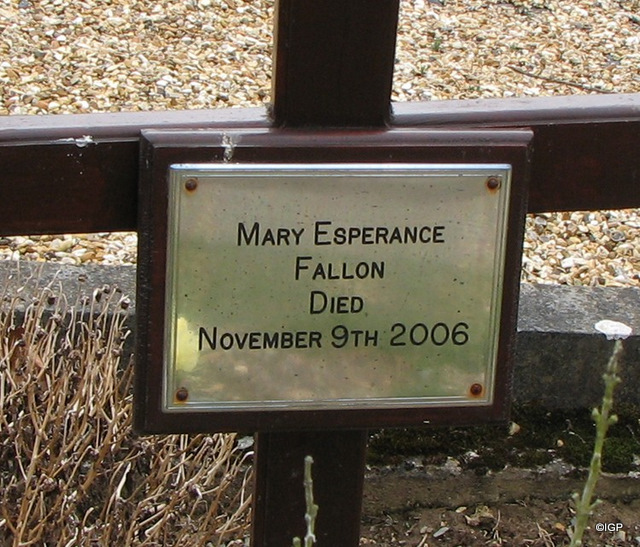 Mary Esperance
Fallon
Died
November 9th 2006
©IGP